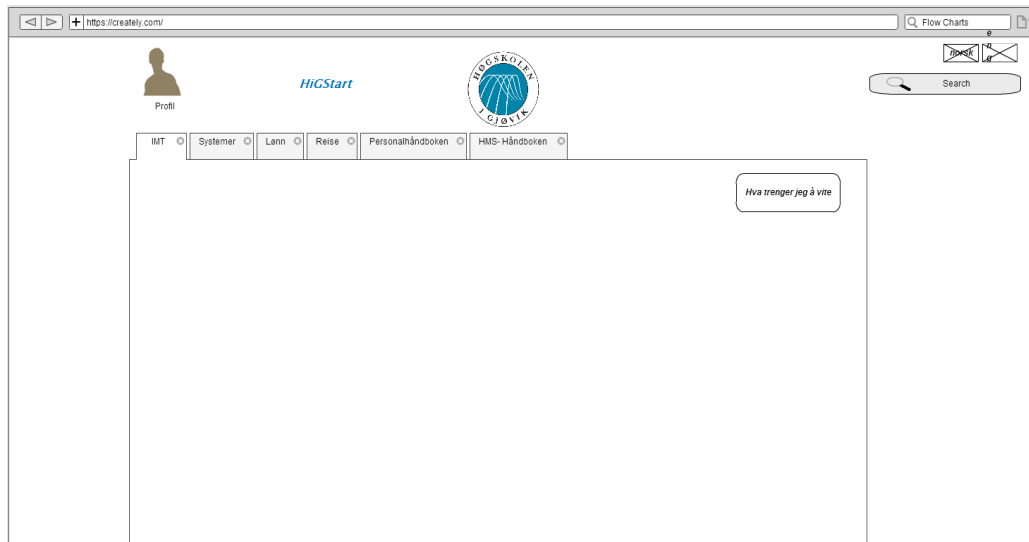 https://creately.com/
Flow Charts
norsk
e
n
g
Search
Profil
HiGStart
HØGSKOLEN
I GJØVIK
IMT
Systemer
Lønn
Reise
Personalhåndboken
HMS- Håndboken
Hva trenger jeg å vite